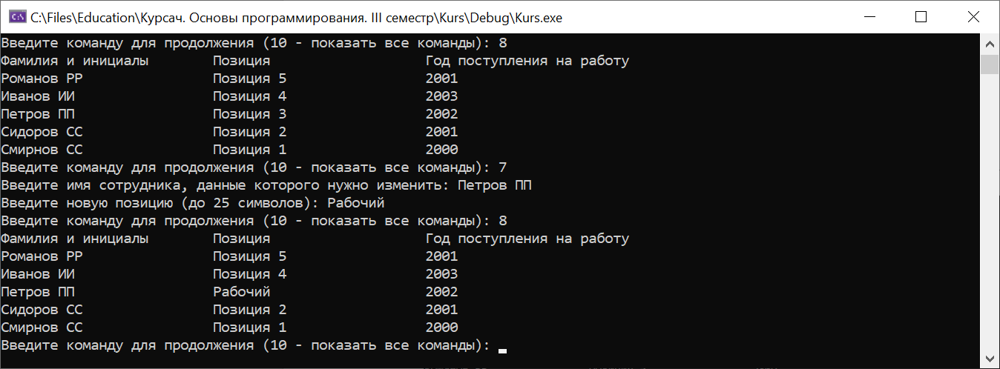 C:\Files\Education\Курсач. Основы программирования. III семестр\Kurs\Debug\Kurs.exe
Введите команду для продолжения (10 - показать все команды): 8
Фамилия и инициалы Позиция Год поступления на работу
Романов РР Позиция 5 2001
Иванов ИИ Позиция 4 2003
Петров ПП Позиция 3 2002
Сидоров СС Позиция 2 2001
Смирнов СС Позиция 1 2000
Введите команду для продолжения (10 - показать все команды): 7
Введите имя сотрудника, данные которого нужно изменить: Петров ПП
Введите новую позицию (до 25 символов): Рабочий
Введите команду для продолжения (10 - показать все команды): 8
Фамилия и инициалы Позиция Год поступления на работу
Романов РР Позиция 5 2001
Иванов ИИ Позиция 4 2003
Петров ПП Рабочий 2002
Сидоров СС Позиция 2 2001
Смирнов СС Позиция 1 2000
Введите команду для продолжения (10 - показать все команды):